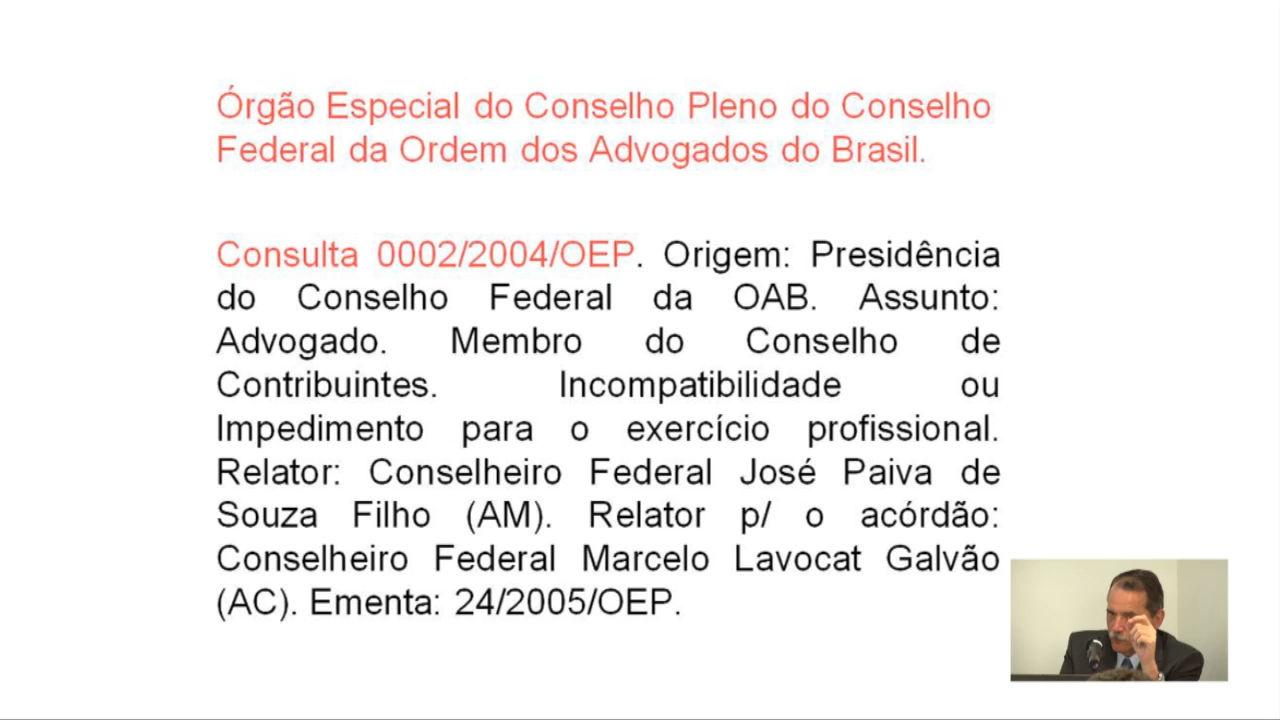 Órgão Especial do Conselho Pleno do Conselho
Federal da Ordem dos Advogados do Brasil.
Consulta 0002/2004/OEP. Origem: Presidência
do Conselho Federal da OAB. Assunto:
Advogado. Membro do Conselho de
Contribuintes. Incompatibilidade ou
Impedimento para o exercício profissional.
Relator: Conselheiro Federal José Paiva de
Souza Filho (AM). Relator p/ o acórdão:
Conselheiro Federal Marcelo Lavocat Galvão
(AC). Ementa: 24/2005/OEP.